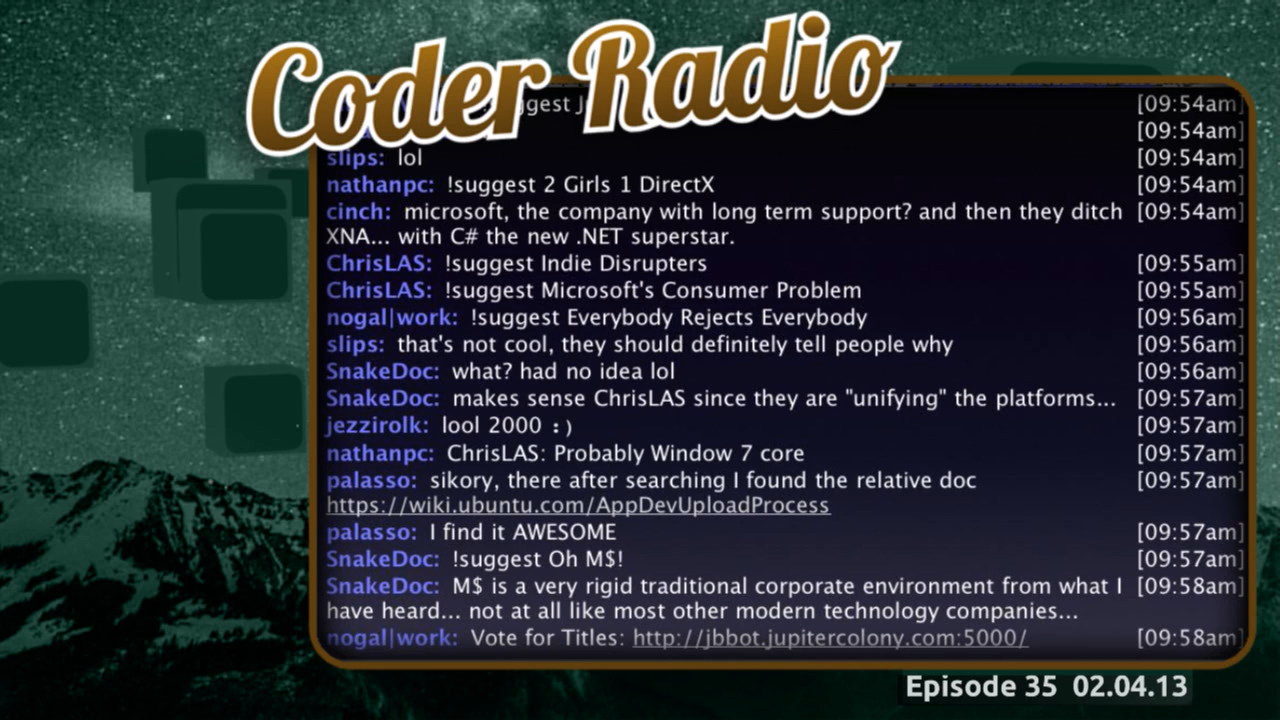 Coder Radio
ggest J [09:54am]
[09:54am]
slips: lol [09:54am]
nathanpc: !suggest 2 Girls 1 DirectX [09:54am]
cinch: microsoft, the company with long term support? and then they ditch [09:54am]
XNA... with C# the new .NET superstar.
ChrisLAS: !suggest Indie Disrupters [09:55am]
ChrisLAS: !suggest Microsoft's Consumer Problem [09:55am]
nogal|work: !suggest Everybody Rejects Everybody [09:56am]
slips: that's not cool, they should definitely tell people why [09:56am]
SnakeDoc: what? had no idea lol [09:56am]
SnakeDoc: makes sense ChrisLAS since they are "unifying" the platforms... [09:57am]
jezzirolk: lool 2000 :) [09:57am]
nathanpc: ChrisLAS: Probably Window 7 core [09:57am]
palasso: sikory, there after searching I found the relative doc [09:57am]
https://wiki.ubuntu.com/AppDevUploadProcess
palasso: I find it AWESOME [09:57am]
SnakeDoc: !suggest Oh M$! [09:57am]
SnakeDoc: M$ is a very rigid traditional corporate environment from what I [09:58am]
have heard... not at all like most other modern technology companies...
nogal|work: Vote for Titles: http://jbbot.jupitercolony.com:5000/ [09:58am]
Episode 35 02.04.13